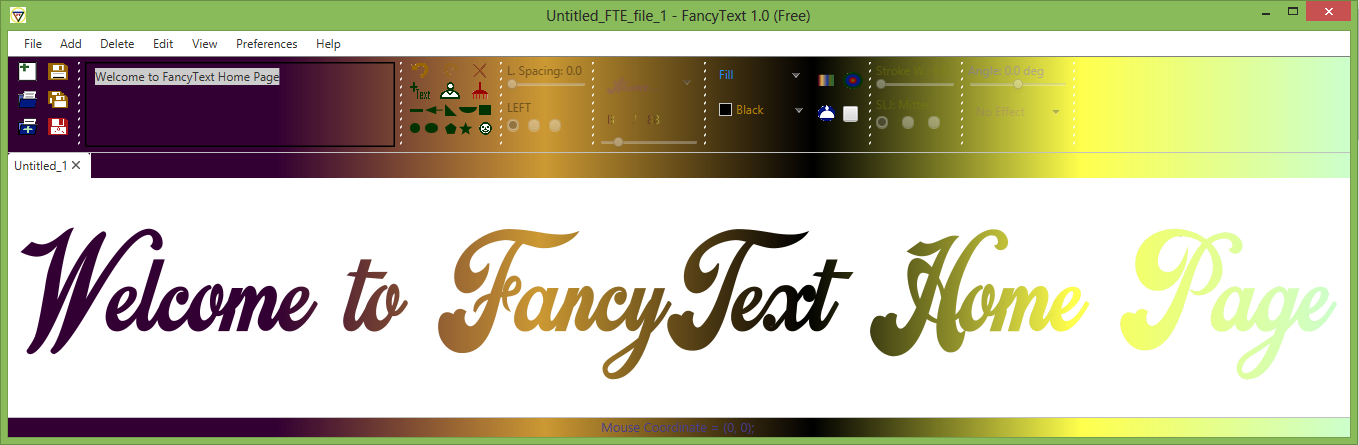 Untitled_FTE_file_1 - FancyText 1.0 (Free)
File Add Delete Edit View Preferences Help
Welcome to FancyText Home Page
Text
L. Spacing: 0.0
LEFT
Fill
Black
Stroke W
SLJ: Miter
Angle: 0.0 deg
No Effect
Untitled_1
Welcome to FancyText Home Page
Mouse Coordinate = (0, 0);